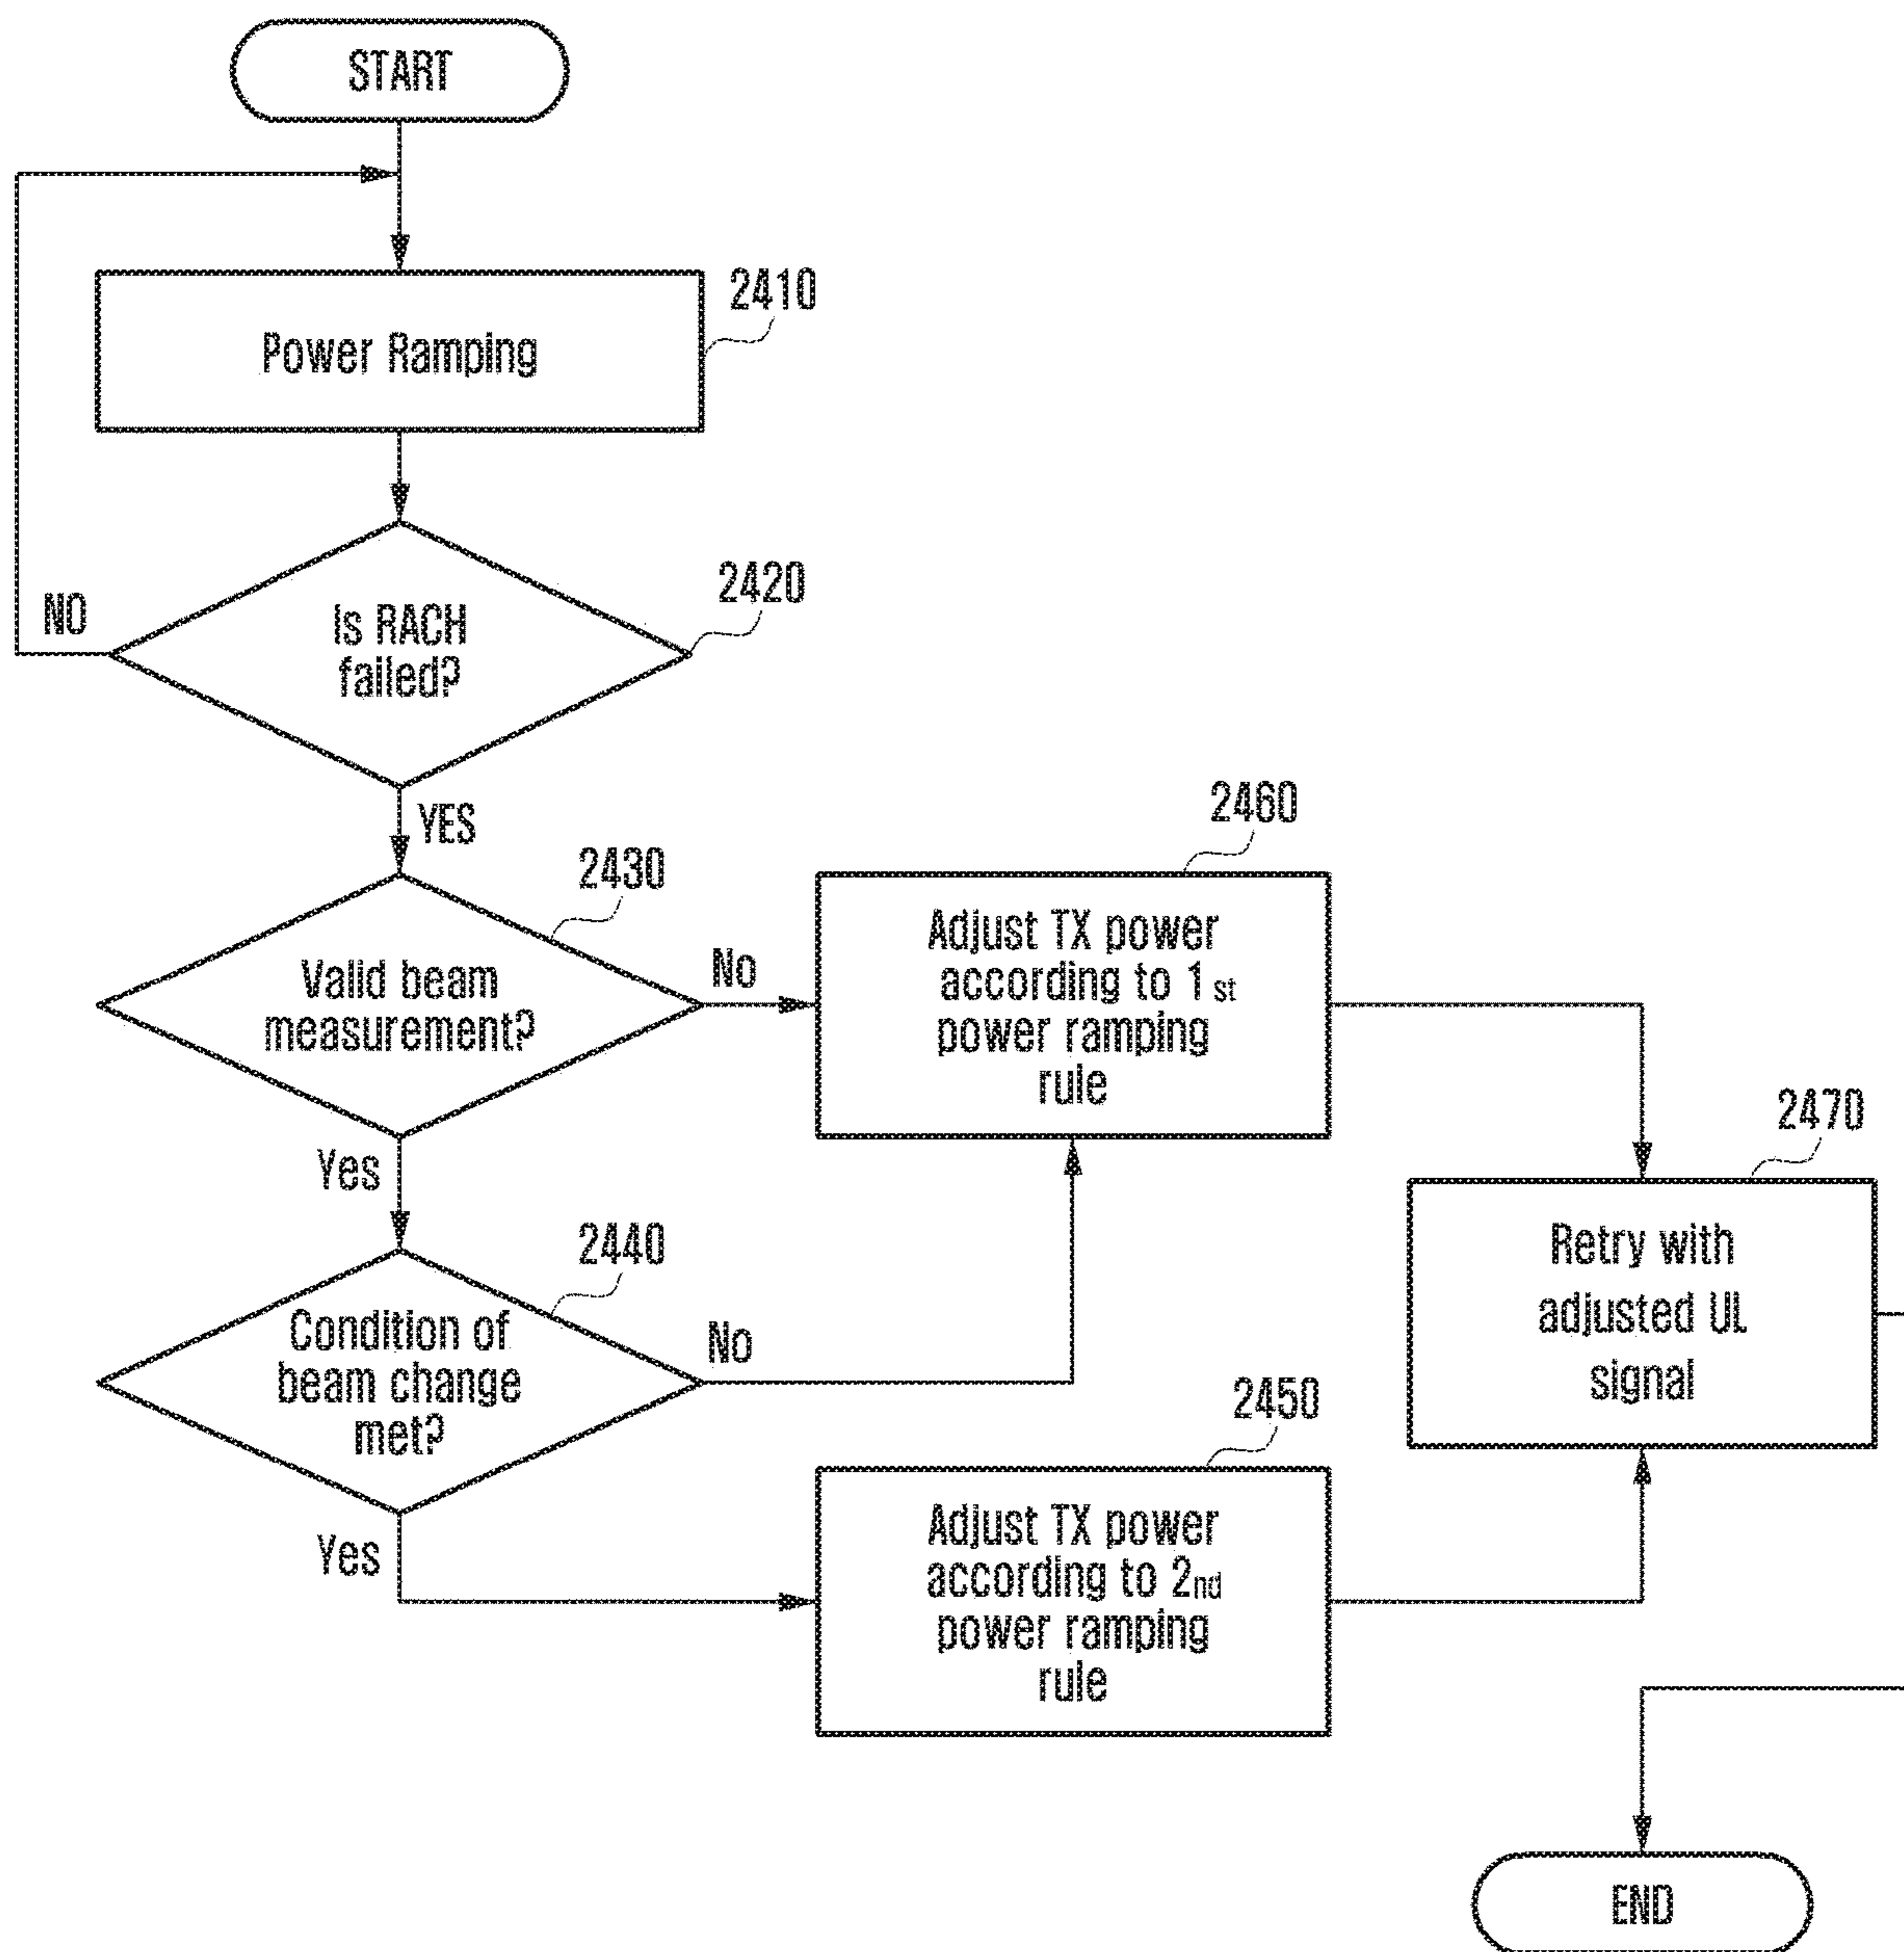 START
2410
Power Ramping
2420
NO
Is RACH
failed?
YES
2430
Valid beam
measurement?
No
Yes
2460
Adjust TX power
according to 1 st
power ramping
rule
2440
Condition of
beam change
met?
No
Yes
2450
Adjust TX power
according to 2nd
power ramping
rule
2470
Retry with
adjusted UL
signal
END